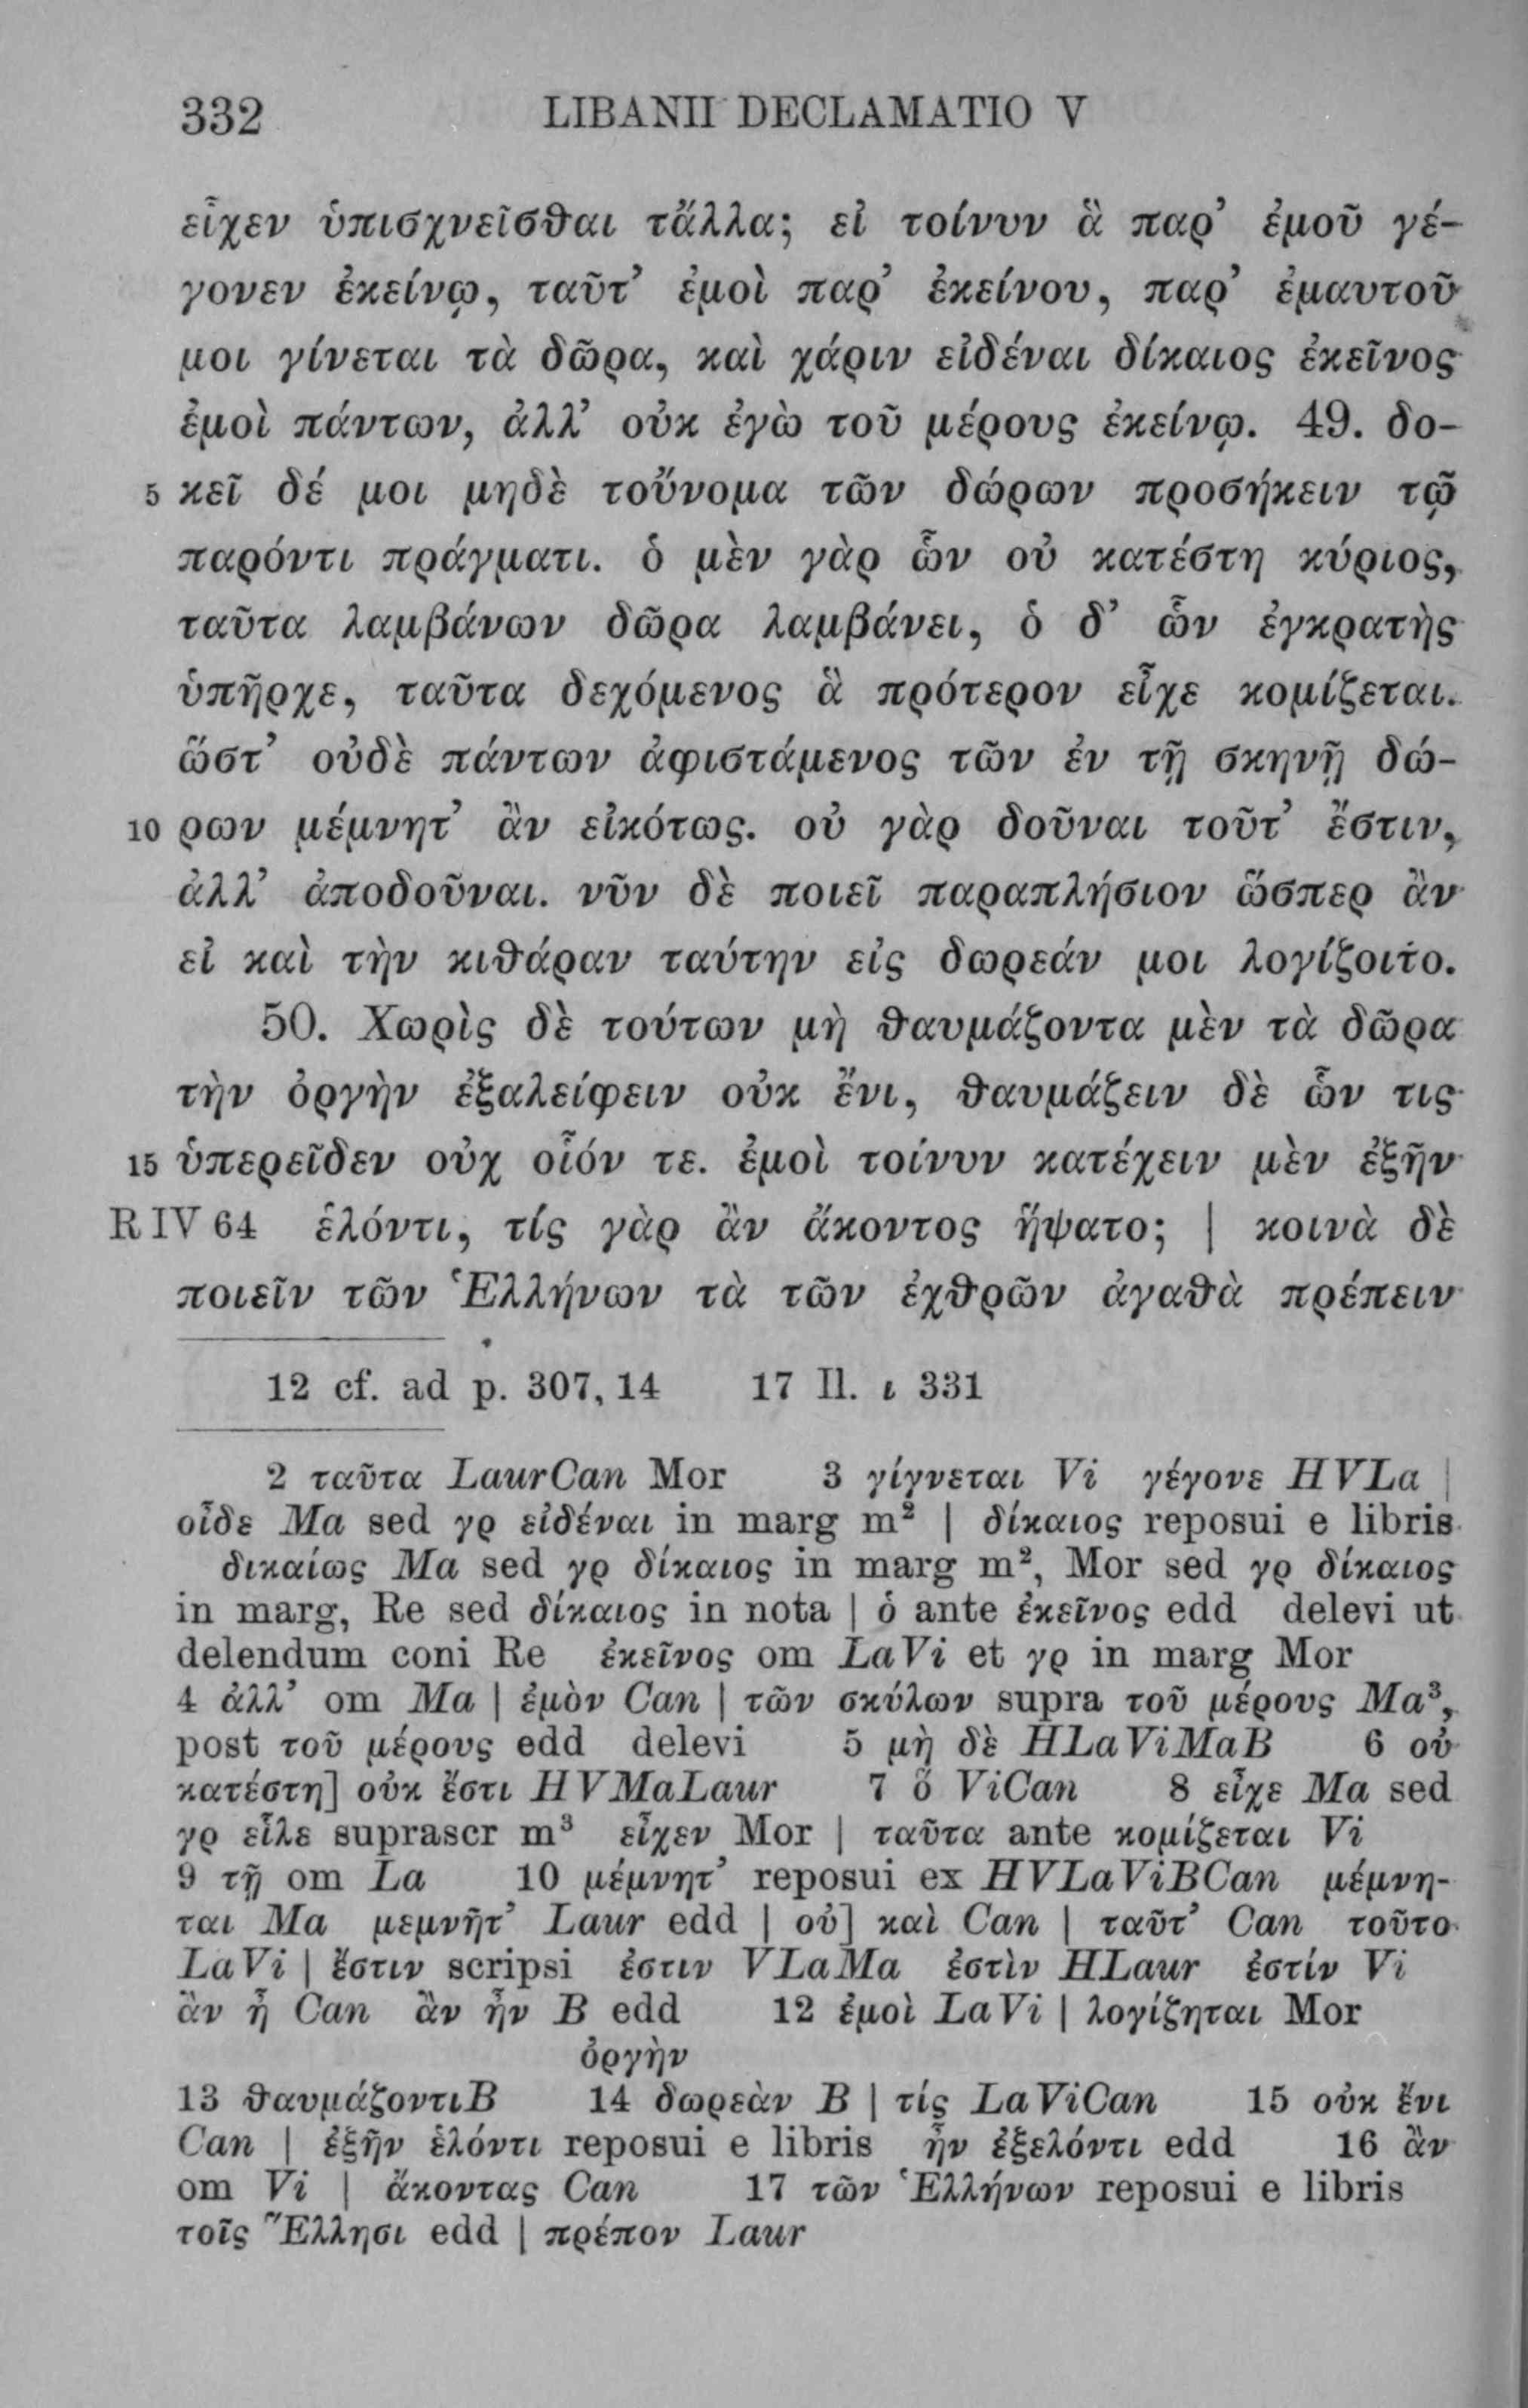 332 LIBANII DECLAMATIO V
εἶχεν ὑπισχνεῖσθαι τἄλλα; εἰ τοίνυν ἃ παρ’ ἐμοῦ γέ-
γονεν ἐκείνῳ, ταῦτ’ ἐμοὶ παρ’ ἐκείνου, παρ’ ἐμαυτοῦ
μοι γίνεται τὰ δῶρα, καὶ χάριν εἰδέναι δίκαιος ἐκεῖνος
ἐμοὶ πάντων, ἀλλ’ οὐκ ἐγὼ τοῦ μέρους ἐκείνῳ. 49. δο-
5 κεῖ δέ μοι μηδὲ τοὔνομα τῶν δώρων προσήκειν τῷ
παρόντι πράγματι. ὁ μὲν γὰρ ὧν οὐ κατέστη κύριος,
ταῦτα λαμβάνων δῶρα λαμβάνει, ὁ δ’ ὧν ἐγκρατὴς
ὑπῆρχε, ταῦτα δεχόμενος ἃ πρότερον εἶχε κομίζεται.
ὥστ’ οὐδὲ πάντων ἀφιστάμενος τῶν ἐν τῇ σκηνῇ δώ-
10 ρων μέμνητ’ ἂν εἰκότως. οὐ γὰρ δοῦναι τοῦτ’ ἔστιν,
ἀλλ’ ἀποδοῦναι. νῦν δὲ ποιεῖ παραπλήσιον ὥσπερ ἂν
εἰ καὶ τὴν κιθάραν ταύτην εἰς δωρεάν μοι λογίζοιτο.
50. Χωρὶς δὲ τούτων μὴ θαυμάζοντα μὲν τὰ δῶρα
τὴν ὀργὴν ἐξαλείφειν οὐκ ἔνι, θαυμάζειν δὲ ὧν τις
15 ὑπερεῖδεν οὐχ οἷόν τε. ἐμοὶ τοίνυν κατέχειν μὲν ἐξῆν
R IV 64 ἑλόντι, τίς γὰρ ἂν ἄκοντος ἥψατο; | κοινὰ δὲ
ποιεῖν τῶν Ἑλλήνων τὰ τῶν ἐχθρῶν ἀγαθὰ πρέπειν
12 cf. ad p. 307, 14 17 Il. ι 331
2 ταῦτα LaurCan Mor 3 γίγνεται Vi γέγονε HVLa |
οἶδε Ma sed γρ εἰδέναι in marg m² | δίκαιος reposui e libris
δικαίως Ma sed γρ δίκαιος in marg m², Mor sed γρ δίκαιος
in marg, Re sed δίκαιος in nota | ὁ ante ἐκεῖνος edd delevi ut
delendum coni Re ἐκεῖνος om LaVi et γρ in marg Mor
4 ἀλλ’ om Ma | ἐμὸν Can | τῶν σκύλων supra τοῦ μέρους Ma³,
post τοῦ μέρους edd delevi 5 μὴ δὲ HLaViMaB 6 οὐ
κατέστη] οὐκ ἔστι HVMaLaur 7 ὅ ViCan 8 εἶχε Ma sed
γρ εἷλε suprascr m³ εἶχεν Mor | ταῦτα ante κομίζεται Vi
9 τῇ om La 10 μέμνητ’ reposui ex HVLaViBCan μέμνη-
ται Ma μεμνῆτ’ Laur edd | οὐ] καὶ Can | ταῦτ’ Can τοῦτο
LaVi | ἔστιν scripsi ἐστιν VLaMa ἐστὶν HLaur ἐστίν Vi
ἂν ᾖ Can ἂν ἦν B edd 12 ἐμοὶ LaVi | λογίζηται Mor
ὀργὴν
13 θαυμάζοντι B 14 δωρεὰν B | τίς LaViCan 15 οὐκ ἔνι
Can | ἐξῆν ἑλόντι reposui e libris ἦν ἐξελόντι edd 16 ἂν
om Vi | ἄκοντας Can 17 τῶν Ἑλλήνων reposui e libris
τοῖς Ἕλλησι edd | πρέπον Laur